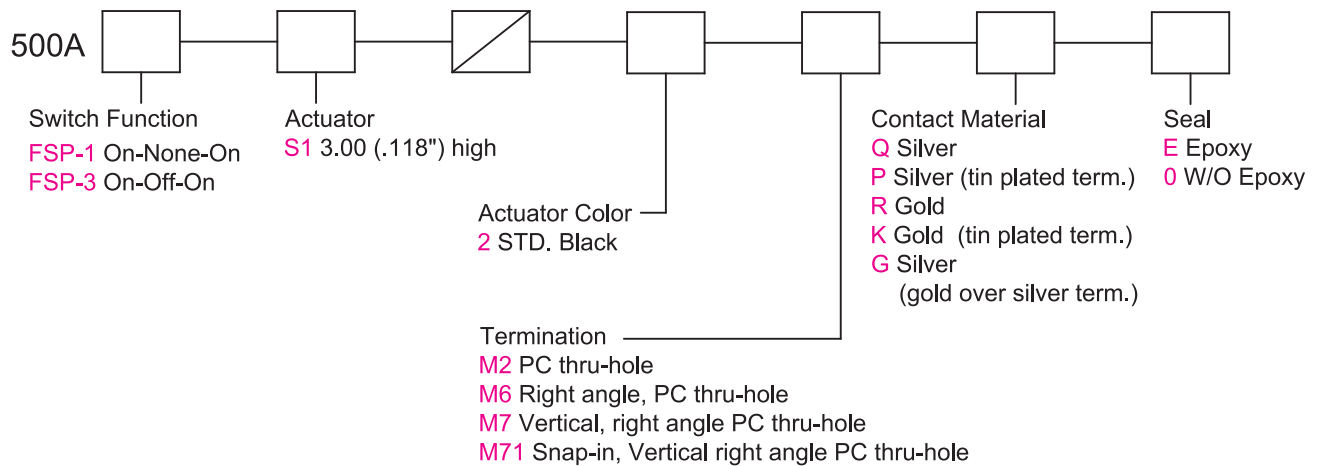 500A
Switch Function
FSP-1 On-None-On
FSP-3 On-Off-On
Actuator
S1 3.00 (.118") high
Actuator Color
2 STD. Black
Termination
M2 PC thru-hole
M6 Right angle, PC thru-hole
M7 Vertical, right angle PC thru-hole
M71 Snap-in, Vertical right angle PC thru-hole
Contact Material
Q Silver
P Silver (tin plated term.)
R Gold
K Gold (tin plated term.)
G Silver
(gold over silver term.)
Seal
E Epoxy
0 W/O Epoxy